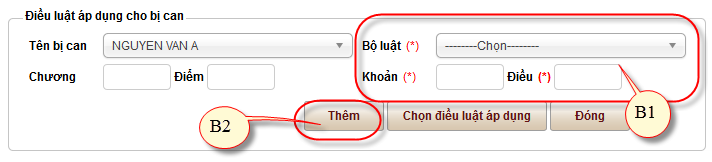 Điều luật áp dụng cho bị can
Tên bị can NGUYEN VAN A Bộ luật (*) --------Chọn--------
Chương Điểm Khoản (*) Điều (*)
Thêm Chọn điều luật áp dụng Đóng
B2 B1